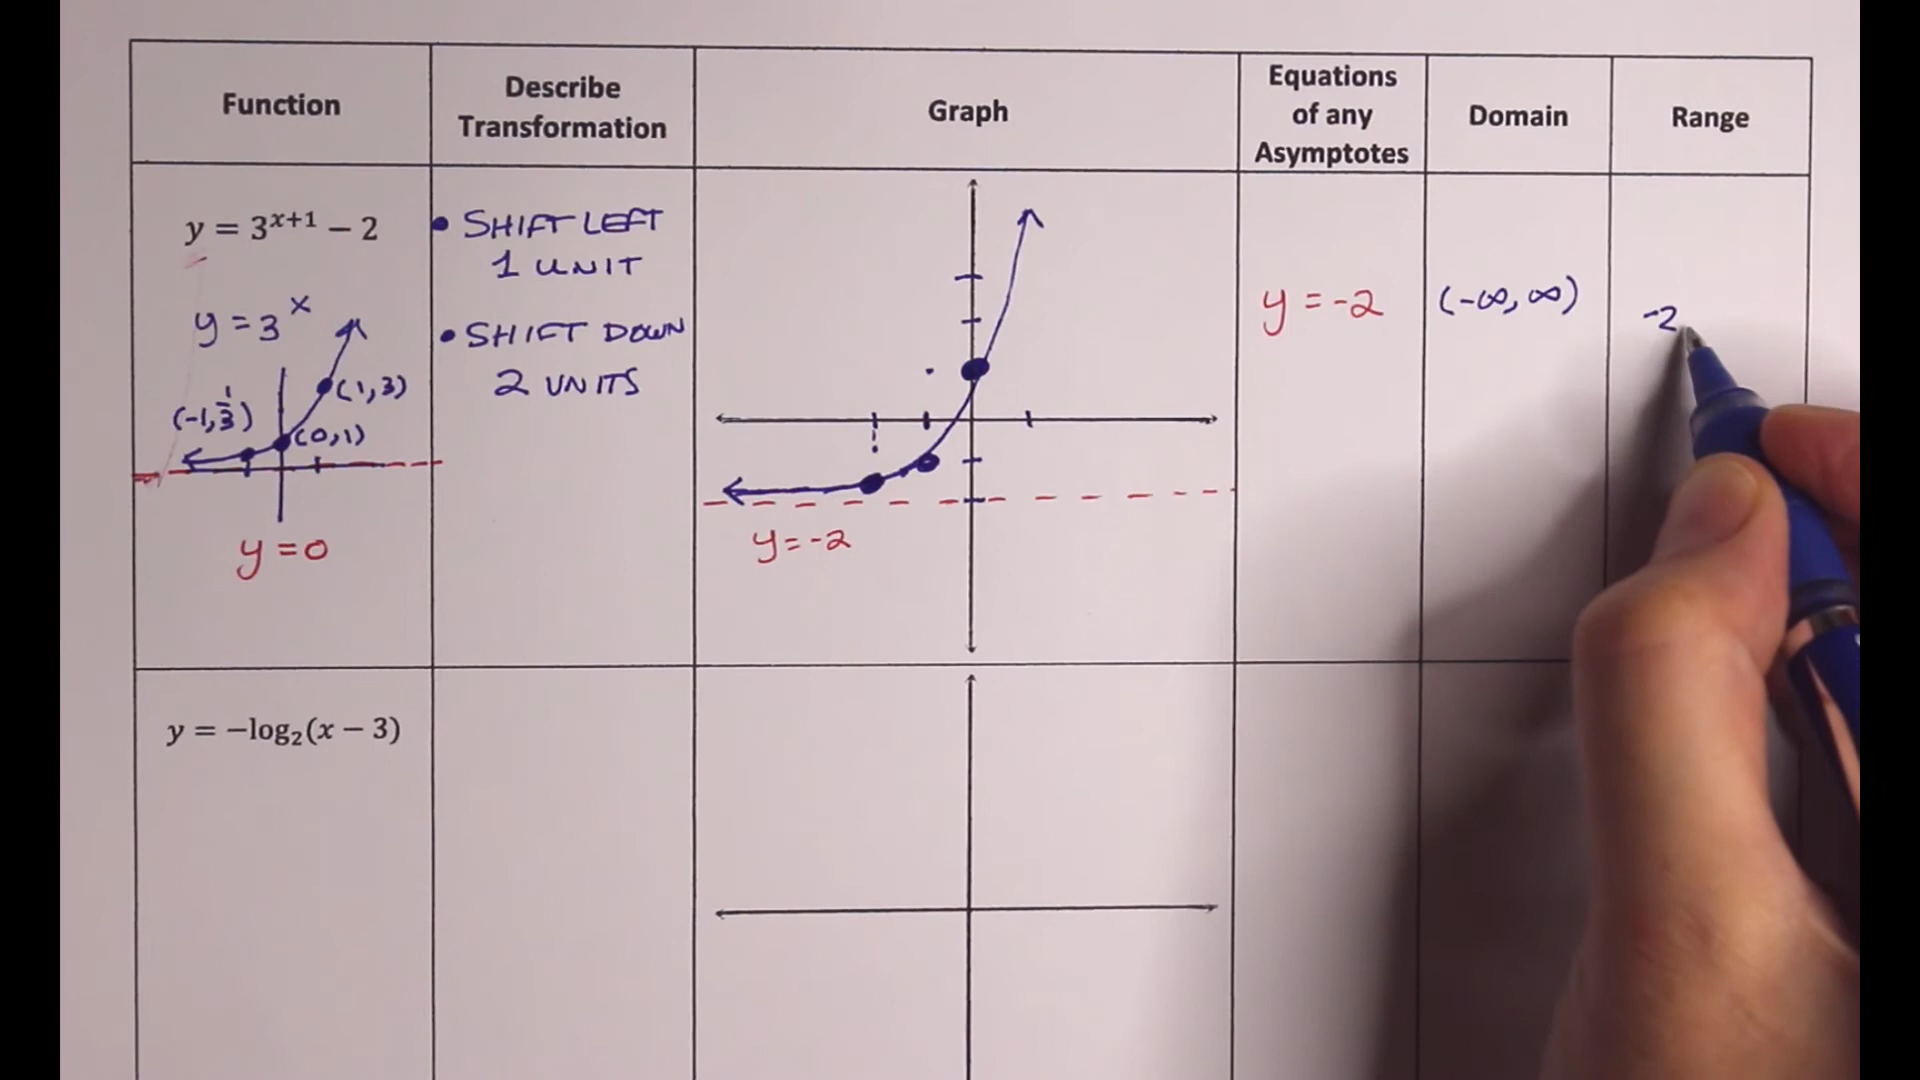 Function
Describe
Transformation
Graph
Equations
of any
Asymptotes
Domain
Range
y = 3^{x+1} − 2
y = 3^x
(1,3)
(-1,1/3)
(0,1)
y = 0
• SHIFT LEFT
1 UNIT
• SHIFT DOWN
2 UNITS
y = -2
y = -2
(-∞, ∞)
-2
y = −log₂(x − 3)